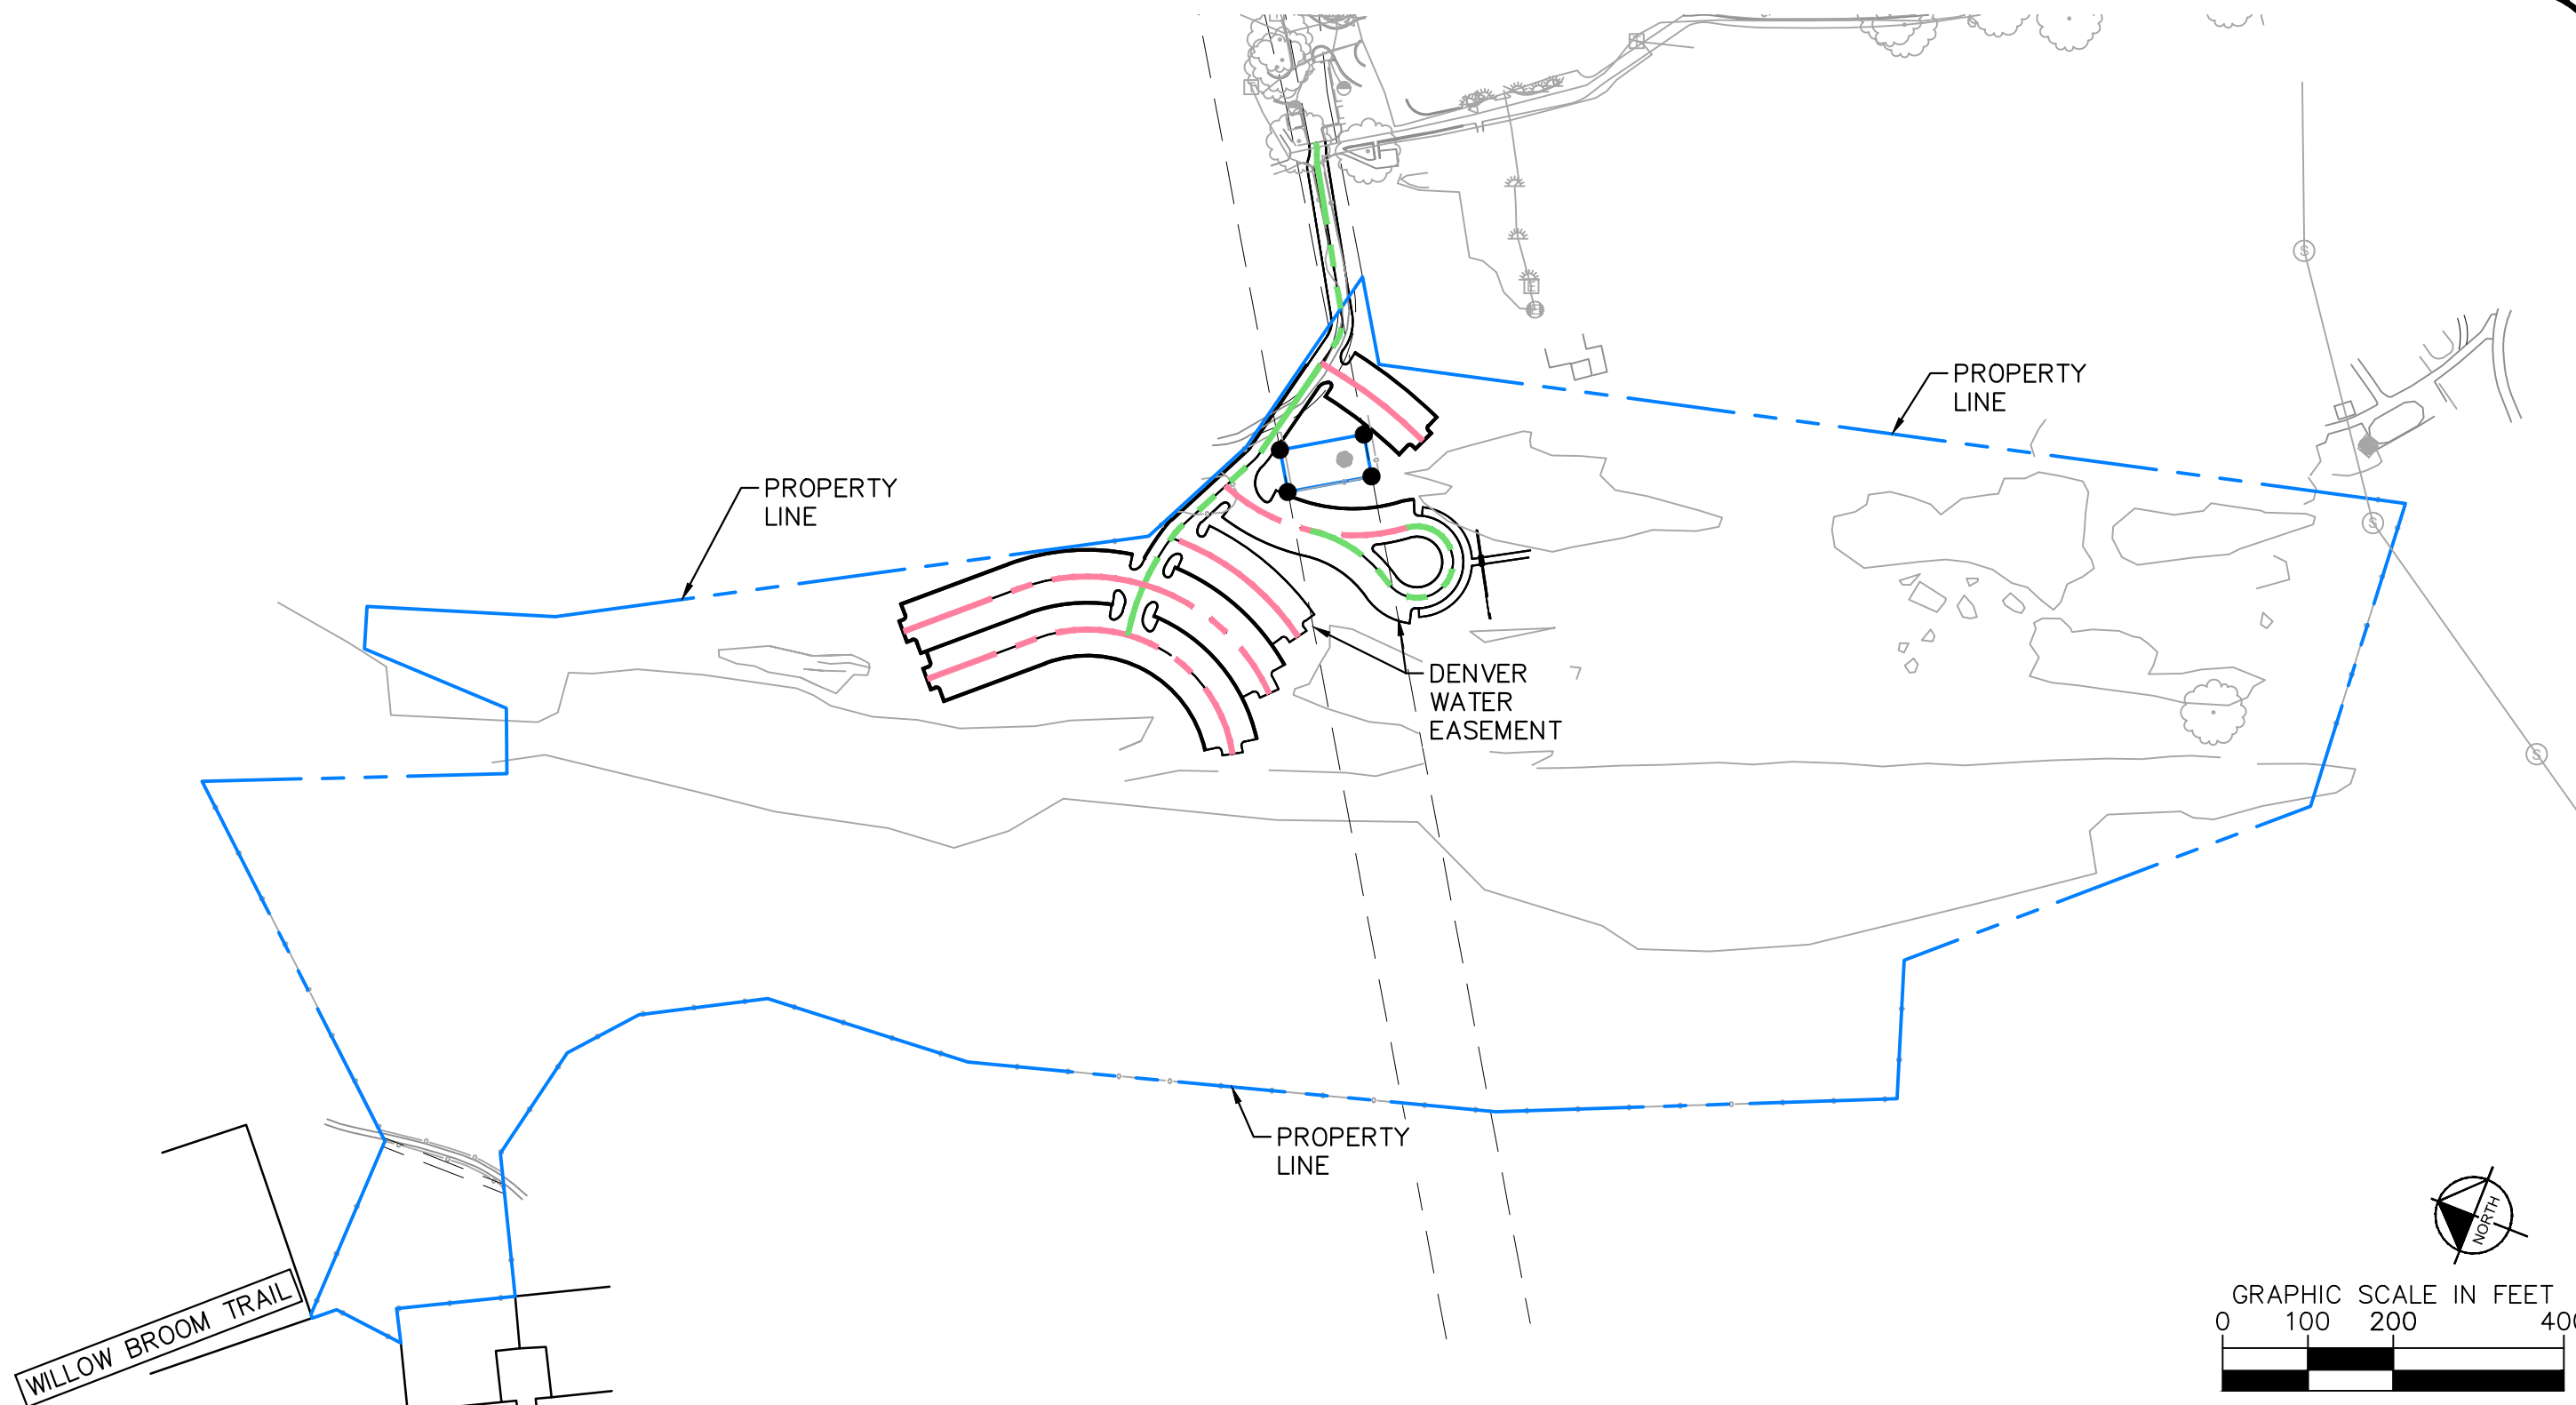 PROPERTY
LINE
PROPERTY
LINE
DENVER
WATER
EASEMENT
PROPERTY
LINE
WILLOW BROOM TRAIL
NORTH
GRAPHIC SCALE IN FEET
0 100 200 400
S
S
S
E